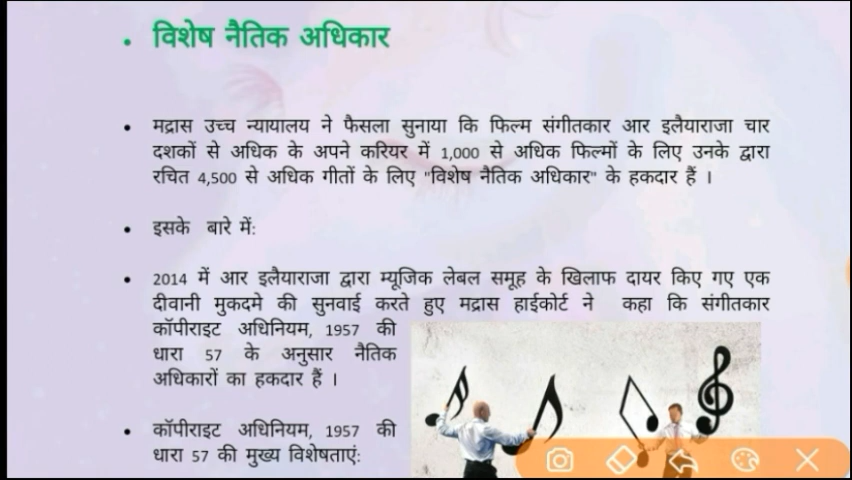 • विशेष नैतिक अधिकार
• मद्रास उच्च न्यायालय ने फैसला सुनाया कि फिल्म संगीतकार आर इलैयाराजा चार
दशकों से अधिक के अपने करियर में 1,000 से अधिक फिल्मों के लिए उनके द्वारा
रचित 4,500 से अधिक गीतों के लिए "विशेष नैतिक अधिकार" के हकदार हैं ।
• इसके बारे में:
• 2014 में आर इलैयाराजा द्वारा म्यूजिक लेबल समूह के खिलाफ दायर किए गए एक
दीवानी मुकदमे की सुनवाई करते हुए मद्रास हाईकोर्ट ने कहा कि संगीतकार
कॉपीराइट अधिनियम, 1957 की
धारा 57 के अनुसार नैतिक
अधिकारों का हकदार हैं ।
• कॉपीराइट अधिनियम, 1957 की
धारा 57 की मुख्य विशेषताएं: